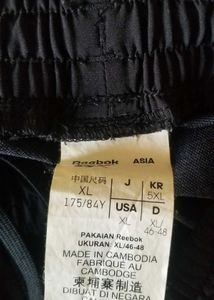 Reebok ASIA
中国尺码 J KR
XL 5XL
175/84Y USA D
XL XL
46-48
PAKAIAN Reebok
UKURAN: XL/46-48
MADE IN CAMBODIA
FABRIQUÉ AU
CAMBODGE
柬埔寨制造
DIBUAT DI NEGARA